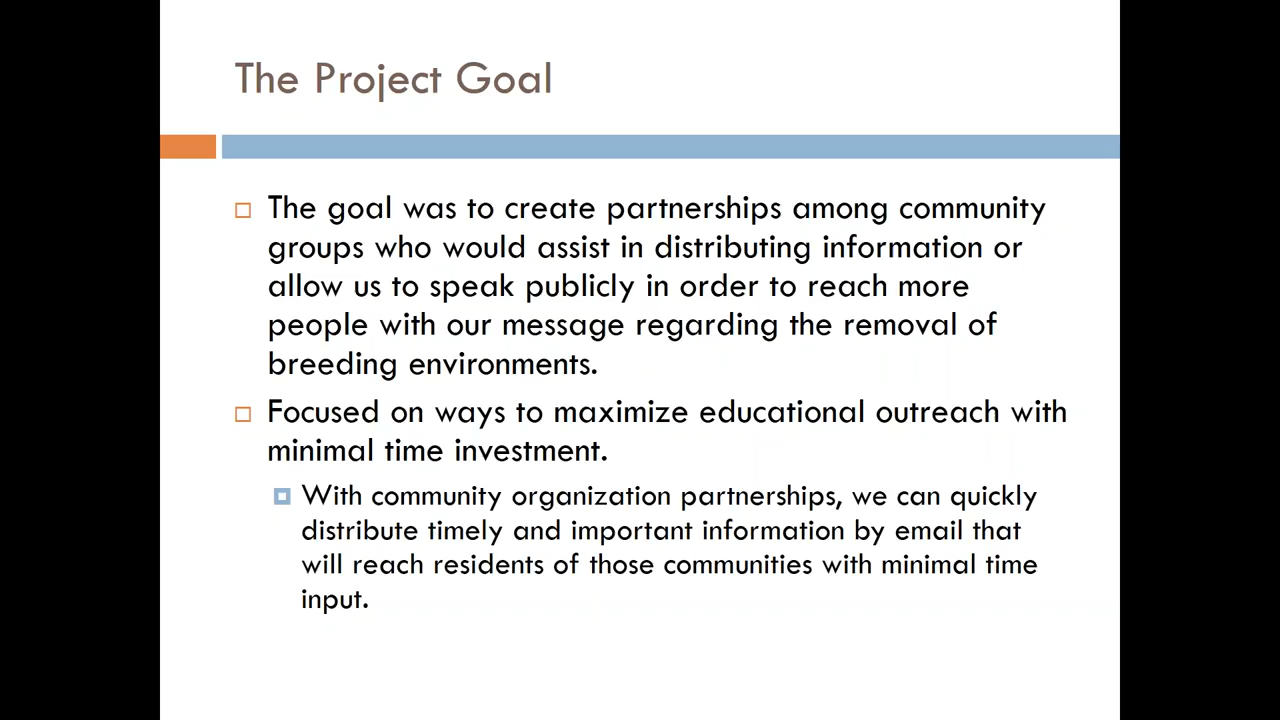 The Project Goal
The goal was to create partnerships among community
groups who would assist in distributing information or
allow us to speak publicly in order to reach more
people with our message regarding the removal of
breeding environments.
Focused on ways to maximize educational outreach with
minimal time investment.
With community organization partnerships, we can quickly
distribute timely and important information by email that
will reach residents of those communities with minimal time
input.